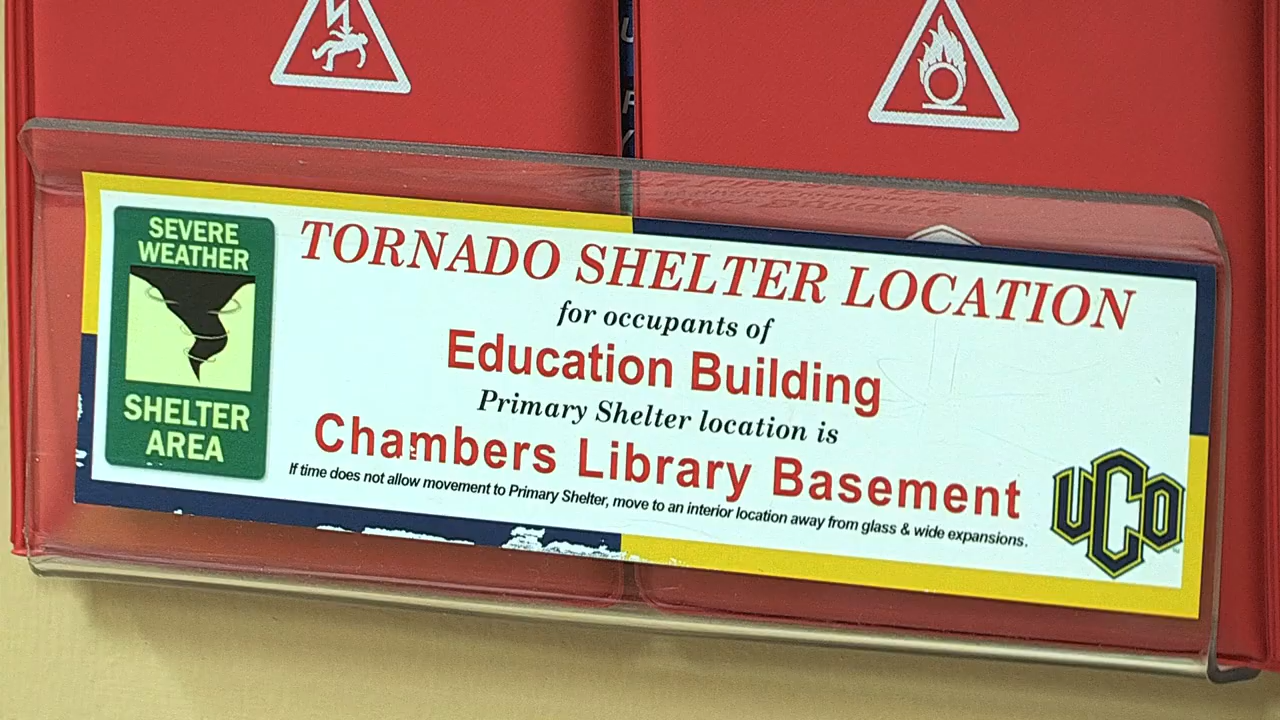 SEVERE
WEATHER
SHELTER
AREA
TORNADO SHELTER LOCATION
for occupants of
Education Building
Primary Shelter location is
Chambers Library Basement
If time does not allow movement to Primary Shelter, move to an interior location away from glass & wide expansions.
UCO